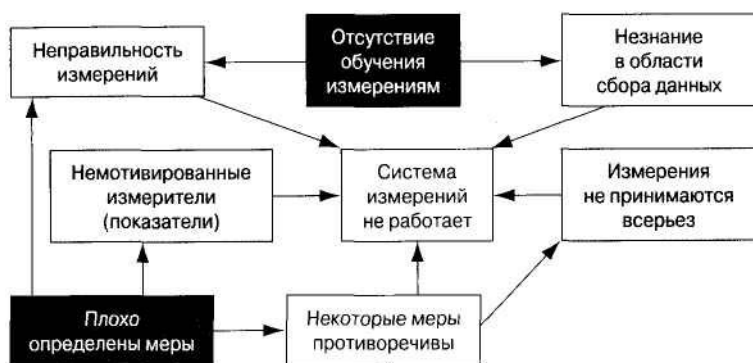 Неправильность
измерений
Отсутствие
обучения
измерениям
Незнание
в области
сбора данных
Немотивированные
измерители
(показатели)
Система
измерений
не работает
Измерения
не принимаются
всерьез
Плохо
определены меры
Некоторые меры
противоречивы